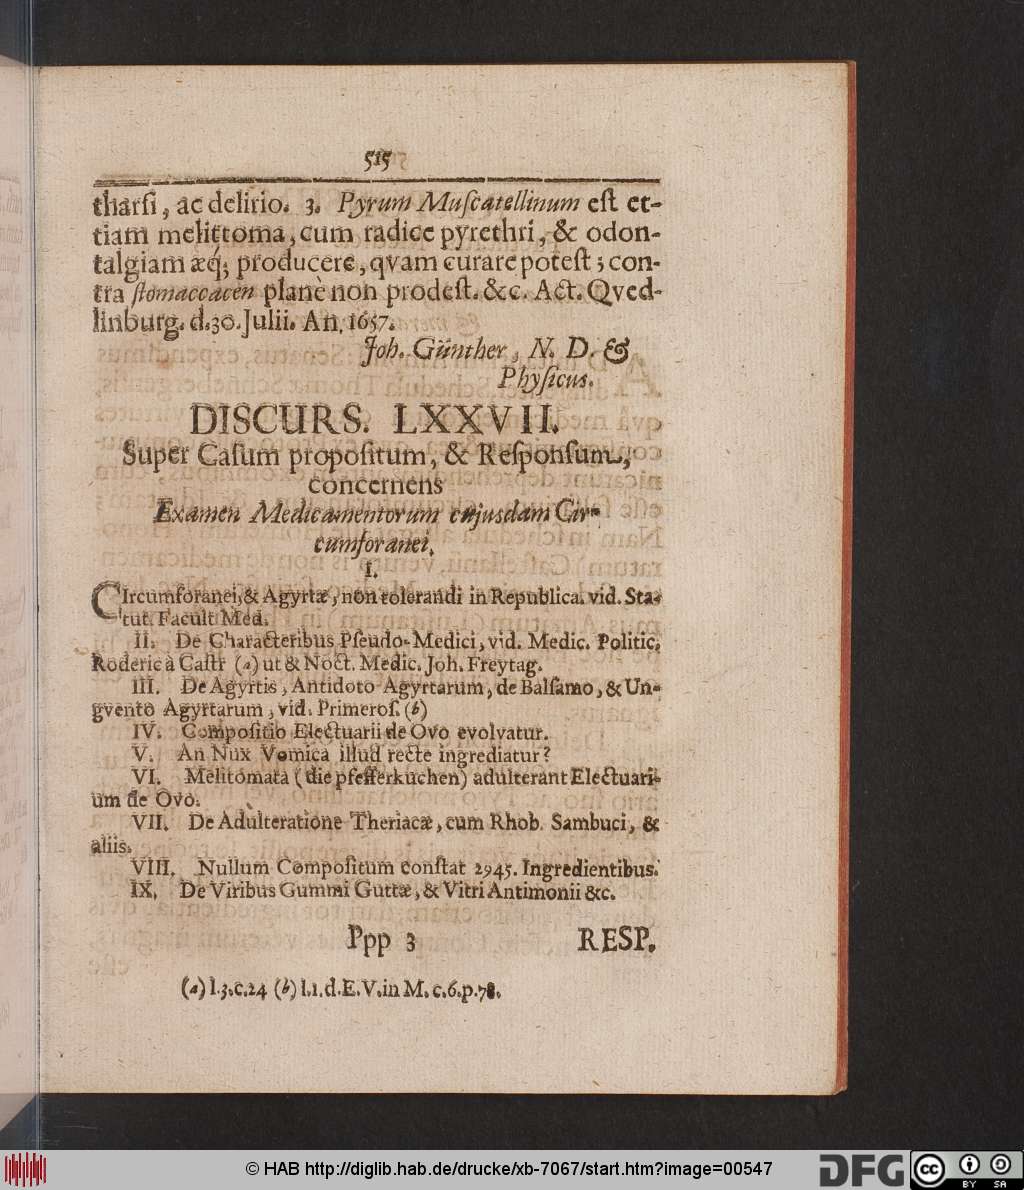 515
tharsi, ac delirio. 3. Pyrum Muſcatellinum eſt et-
tiam melittoma, cum radice pyrethri, & odon-
talgiam æq́; producere, qvam curare poteſt; con-
tra ſtomaccacen planè non prodeſt. &c. Act. Qved-
linburg. d. 30. Julii. An. 1657.
Joh. Günther, N. D. &
Phyſicus.
DISCURS. LXXVII.
Super Caſum propoſitum, & Reſponſum,
concernens
Examen Medicamentorum cujusdam Cir-
cumforanei.
I.
CIrcumforanei, & Agyrtæ, non tolerandi in Republica. vid. Sta-
tut. Facult Med.
II. De Characteribus Pſeudo-Medici, vid. Medic. Politic.
Roderic à Caſtr (a) ut & Noct. Medic. Joh. Freytag.
III. De Agyrtis, Antidoto Agyrtarum, de Balſamo, & Un-
gvento Agyrtarum, vid. Primeroſ. (b)
IV. Compoſitio Electuarii de Ovo evolvatur.
V. An Nux Vomica illud recte ingrediatur?
VI. Melitomata (die pfefferkuchen) adulterant Electuari-
um de Ovo.
VII. De Adulteratione Theriacæ, cum Rhob. Sambuci, &
aliis.
VIII. Nullum Compoſitum conſtat 2945. Ingredientibus.
IX. De Viribus Gummi Guttæ, & Vitri Antimonii &c.
Ppp 3 RESP.
(a) l.3.c.24 (b) l.1.d.E.V.in M.c.6.p.78.
© HAB http://diglib.hab.de/drucke/xb-7067/start.htm?image=00547
DFG cc BY SA